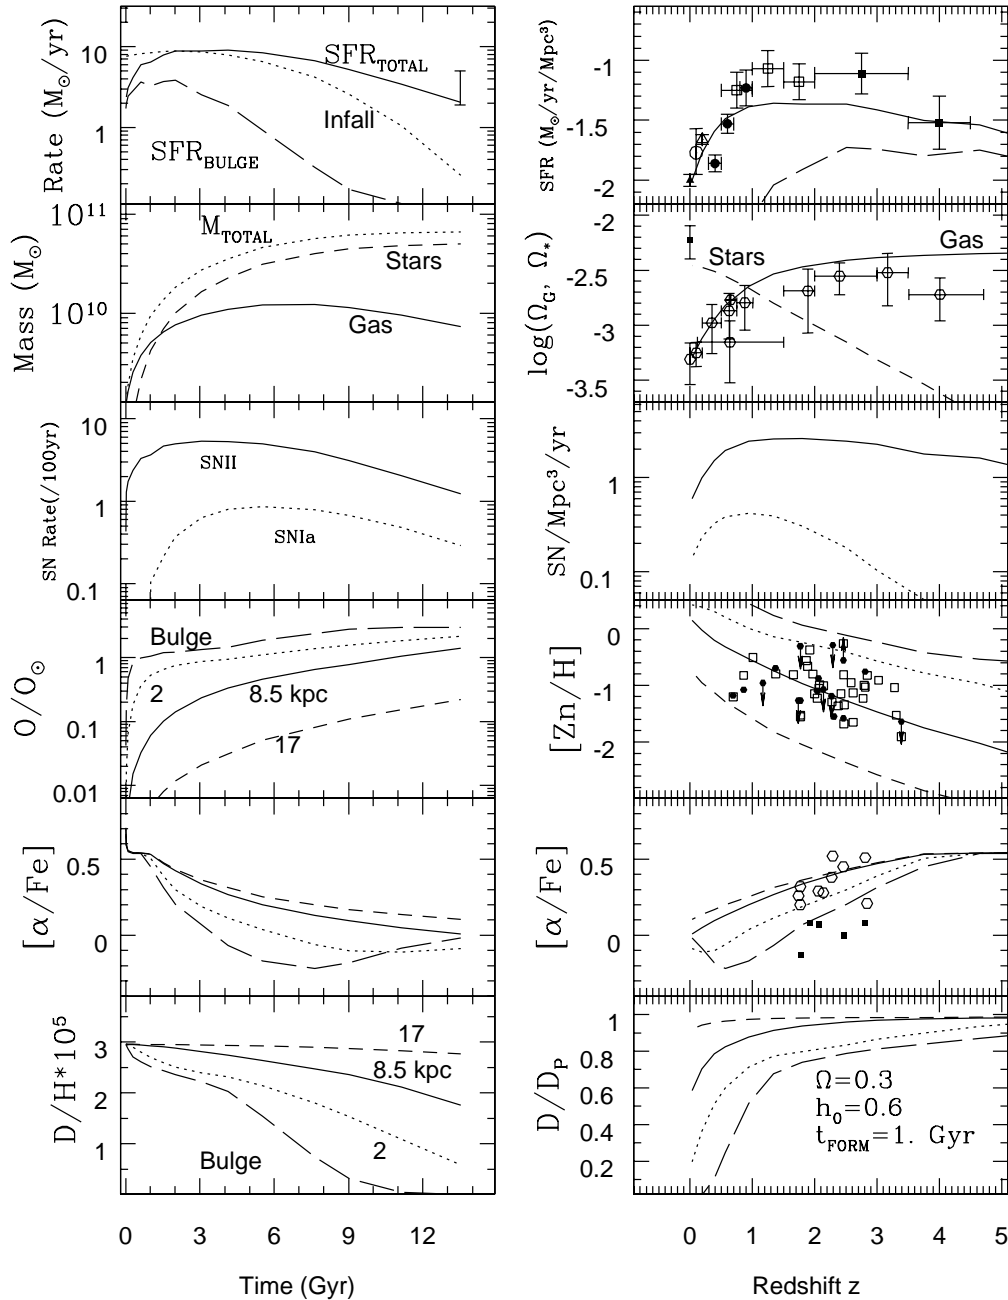 Rate (M☉/yr)
10
1
SFR_TOTAL
Infall
SFR_BULGE
Mass (M☉)
10^11
10^10
M_TOTAL
Stars
Gas
SN Rate(/100yr)
10
1
0.1
SNII
SNIa
O/O☉
1
0.1
0.01
Bulge
2
8.5 kpc
17
[α/Fe]
0.5
0
D/H*10^5
3
2
1
17
8.5 kpc
2
Bulge
0 3 6 9 12
Time (Gyr)
SFR (M☉/yr/Mpc³)
-1
-1.5
-2
log(Ω_G, Ω_*)
-2
-2.5
-3
-3.5
Gas
Stars
SN/Mpc³/yr
1
0.1
[Zn/H]
0
-1
-2
[α/Fe]
0.5
0
D/D_P
1
0.8
0.6
0.4
0.2
Ω=0.3
h_0=0.6
t_FORM=1. Gyr
0 1 2 3 4 5
Redshift z